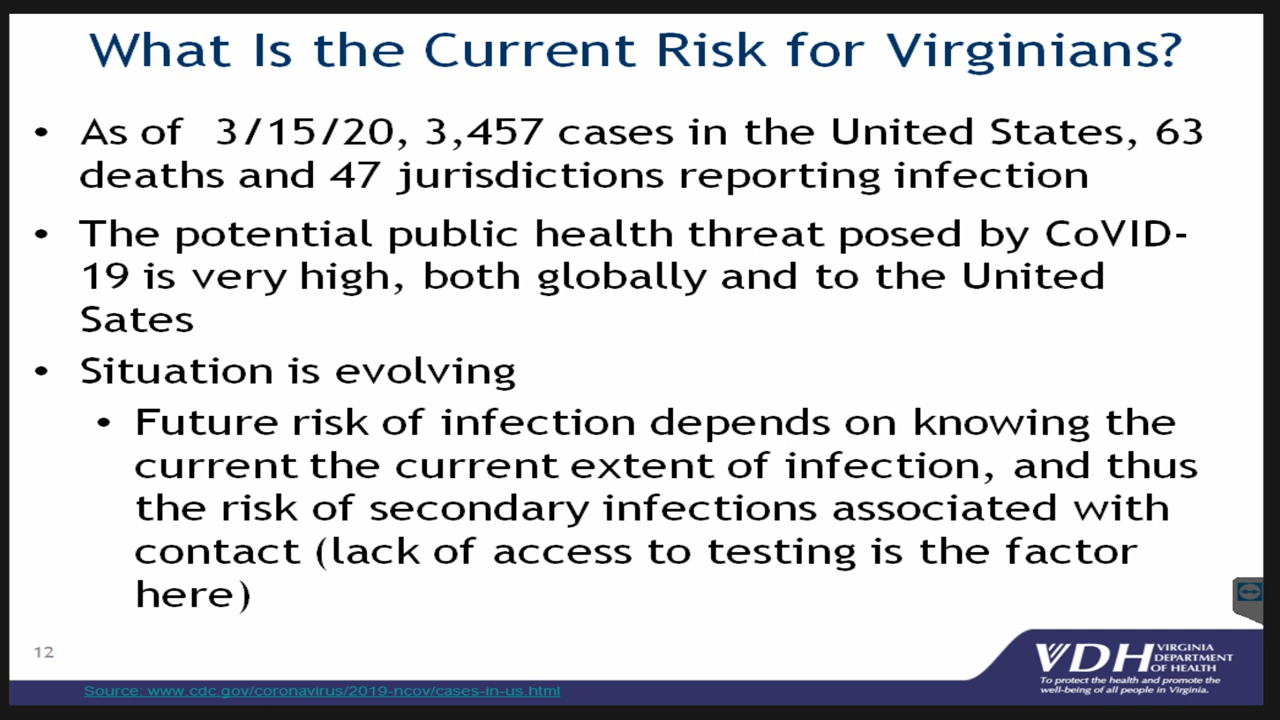 What Is the Current Risk for Virginians?
• As of 3/15/20, 3,457 cases in the United States, 63
deaths and 47 jurisdictions reporting infection
• The potential public health threat posed by CoVID-
19 is very high, both globally and to the United
Sates
• Situation is evolving
• Future risk of infection depends on knowing the
current the current extent of infection, and thus
the risk of secondary infections associated with
contact (lack of access to testing is the factor
here)
12
VDH VIRGINIA
DEPARTMENT
OF HEALTH
To protect the health and promote the
well-being of all people in Virginia.
Source: www.cdc.gov/coronavirus/2019-ncov/cases-in-us.html